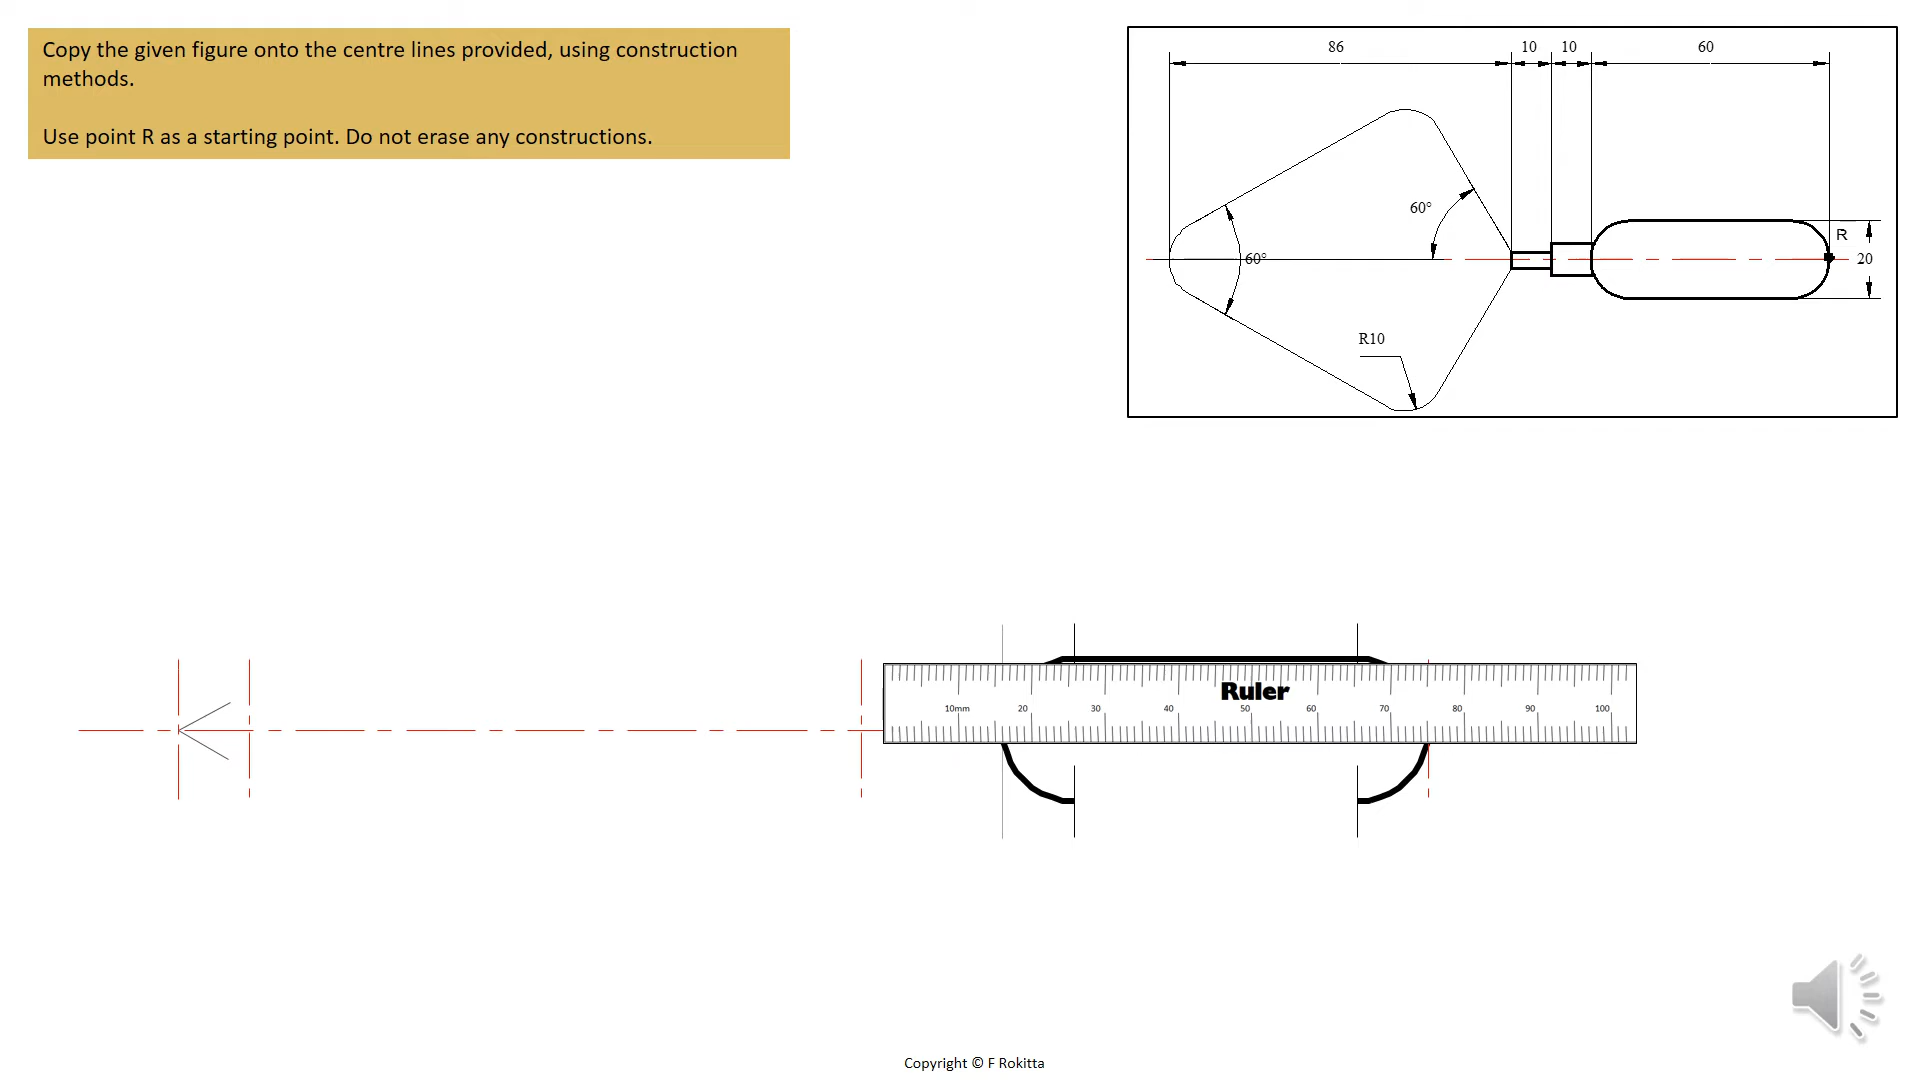 Copy the given figure onto the centre lines provided, using construction
methods.
Use point R as a starting point. Do not erase any constructions.
86 10 10 60
60°
R
60°
20
R10
Ruler
10mm 20 30 40 50 60 70 80 90 100
Copyright © F Rokitta